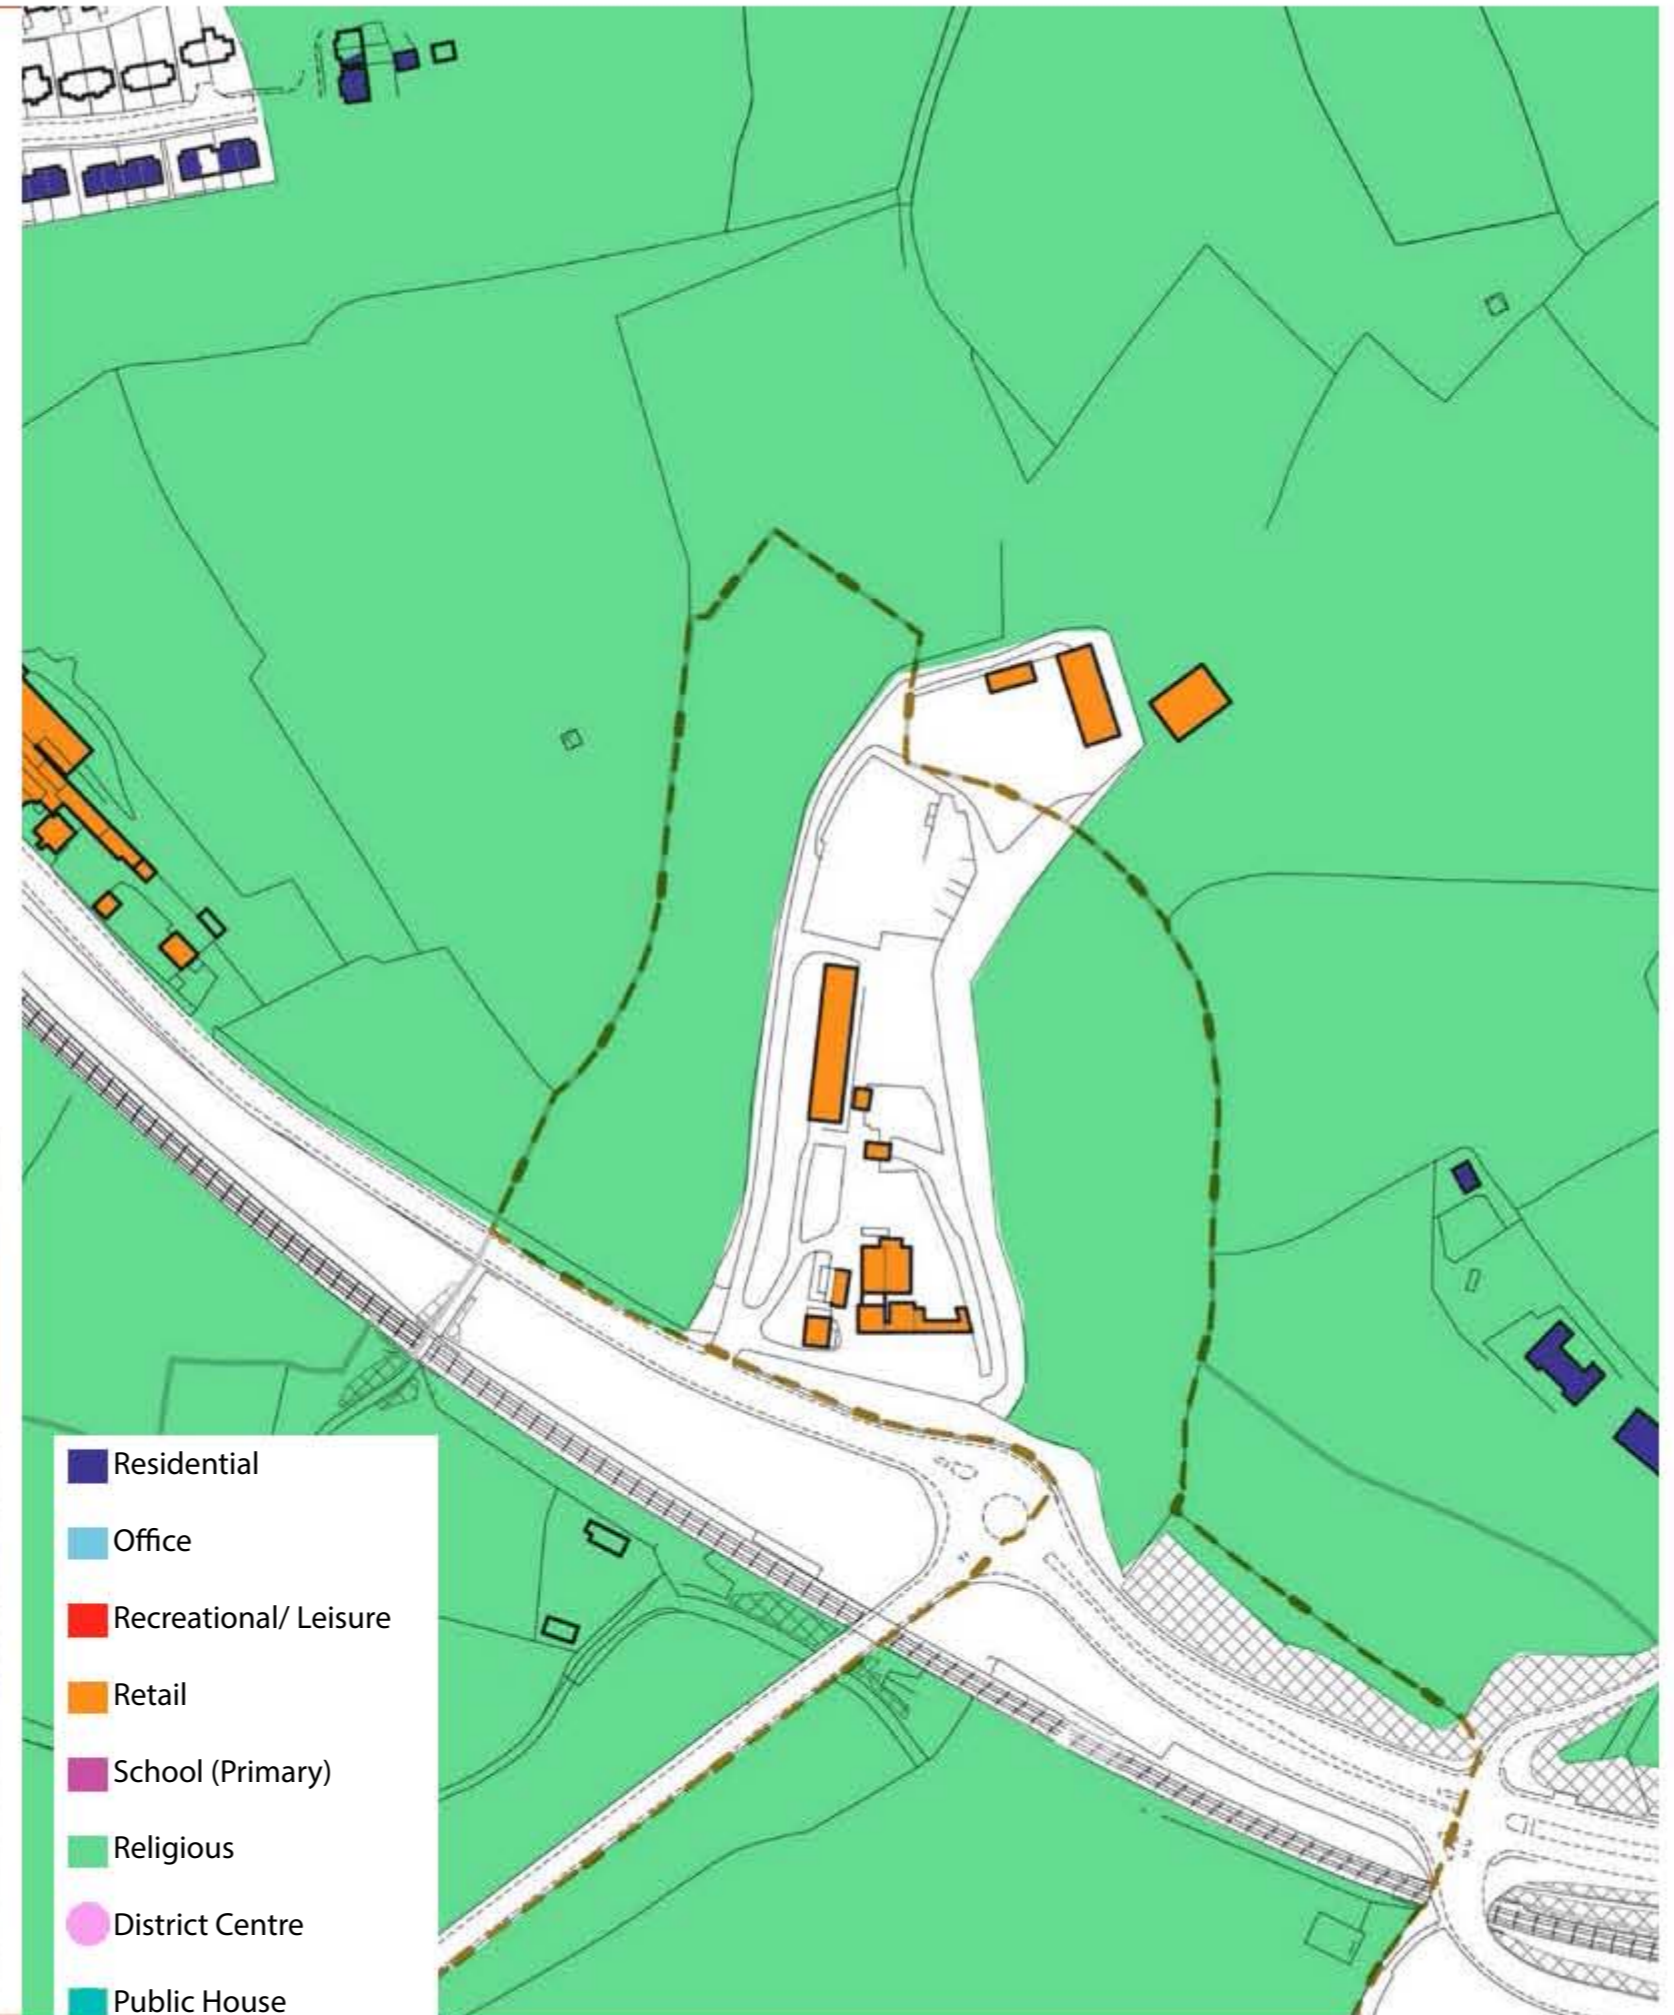 Residential
Office
Recreational/ Leisure
Retail
School (Primary)
Religious
District Centre
Public House